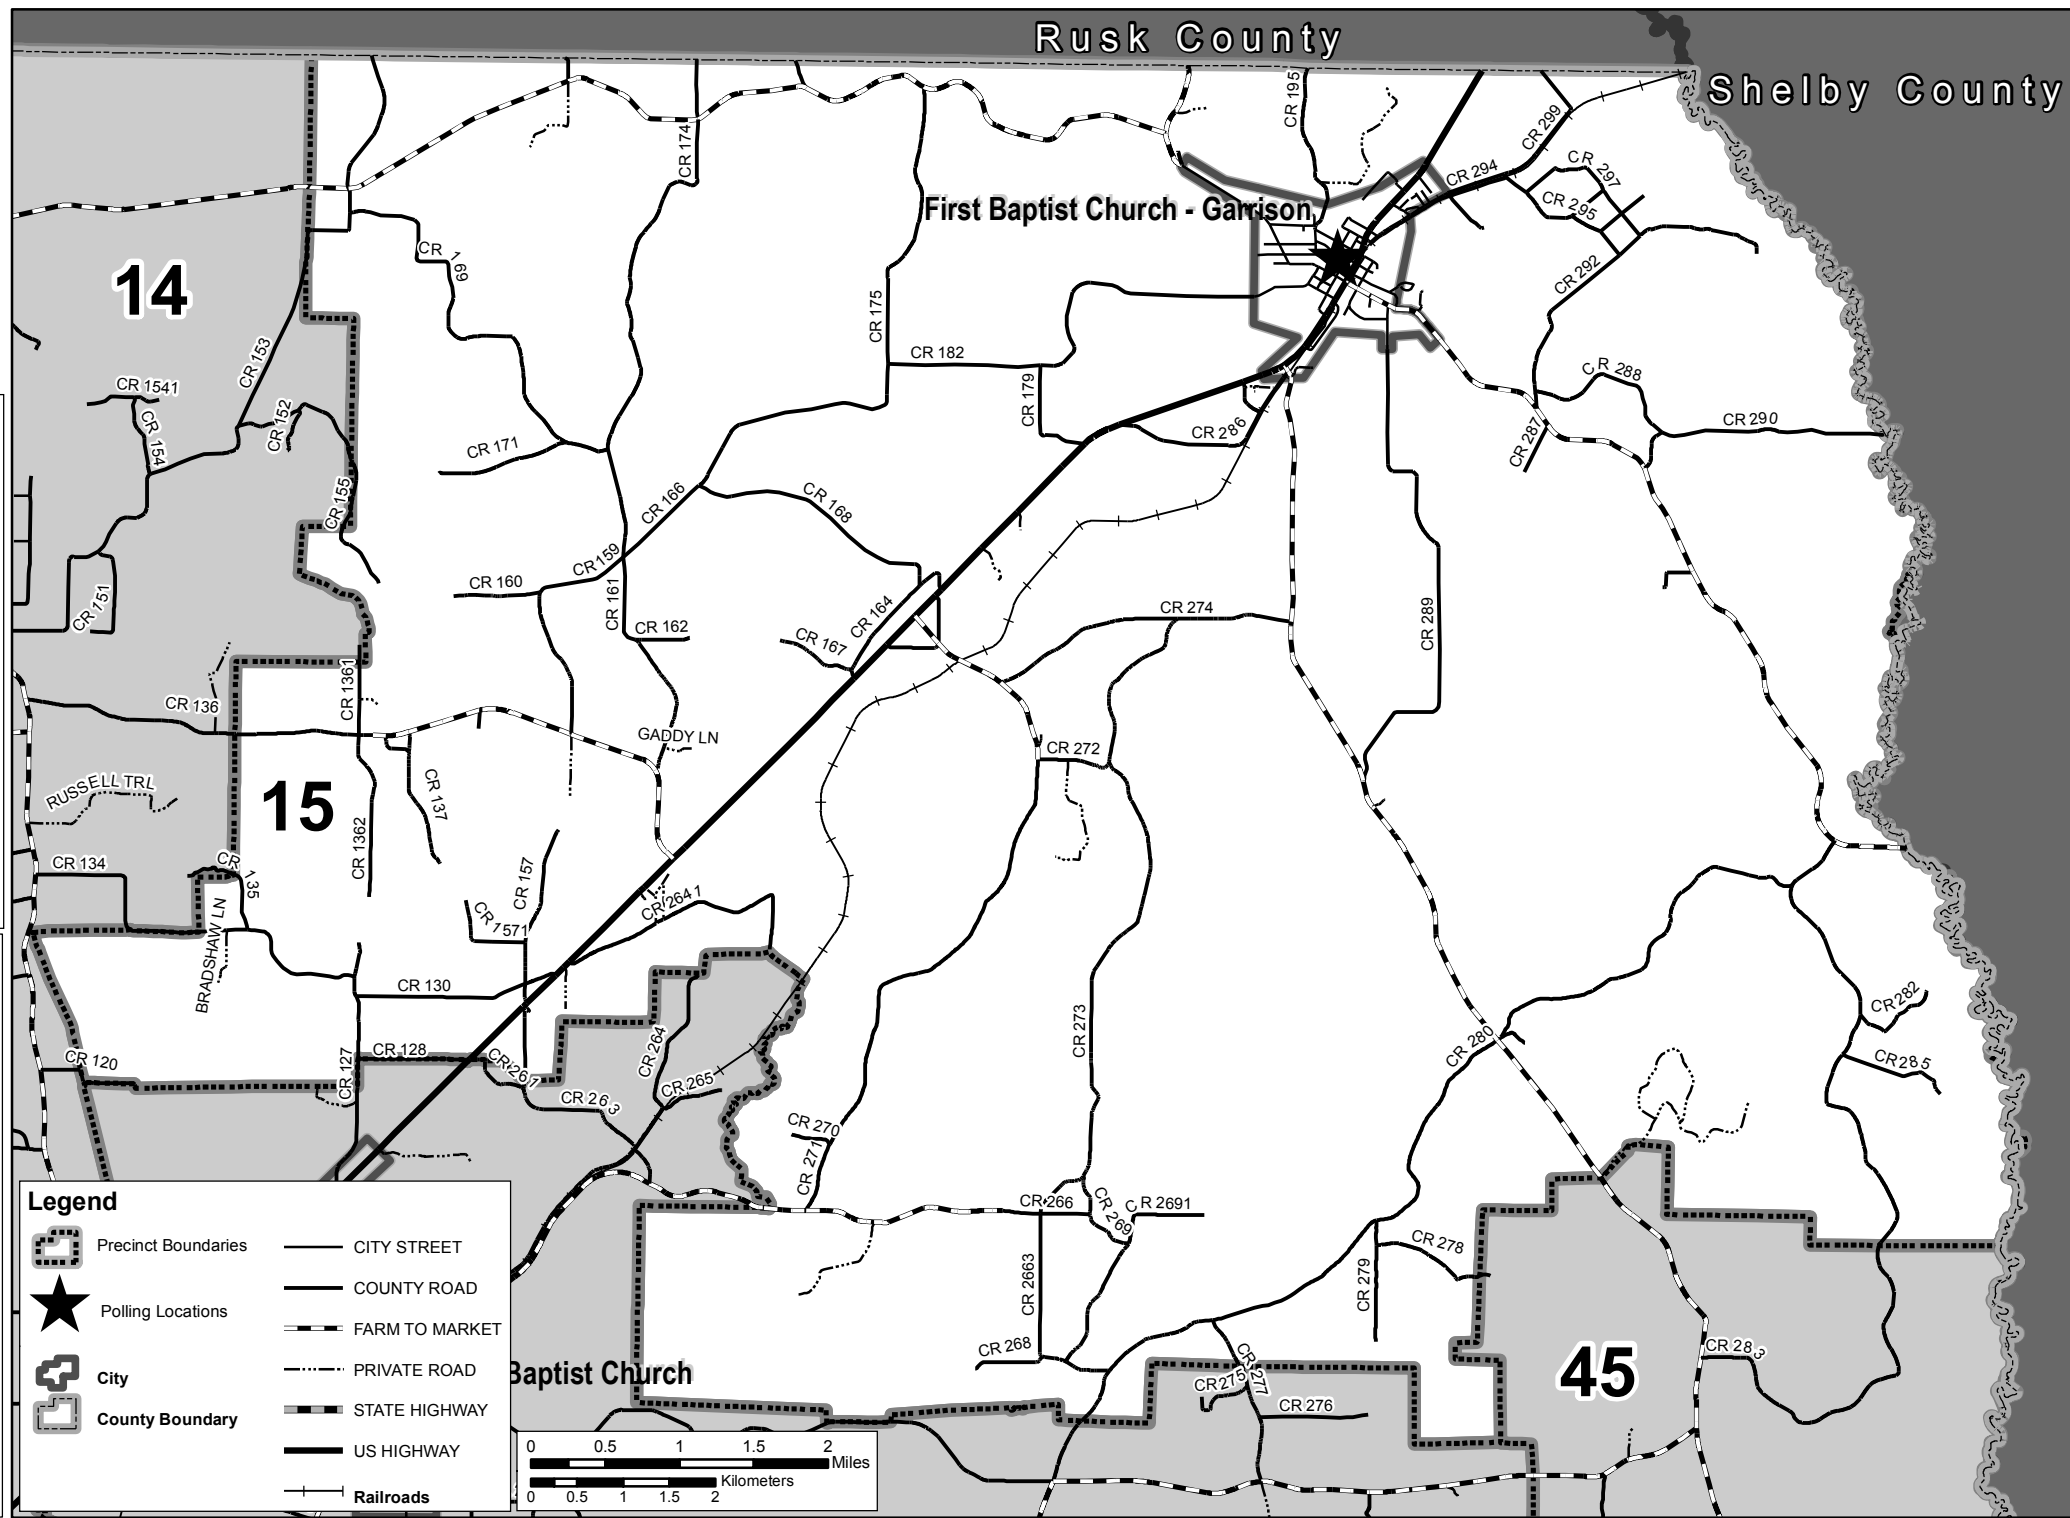 Rusk County
Shelby County
CR 195
CR 299
CR 174
CR 294
CR 297
CR 295
First Baptist Church - Garrison
CR 169
14
CR 292
CR 175
CR 153
CR 182
CR 288
CR 1541
CR 179
CR 152
CR 154
CR 286
CR 290
CR 287
CR 171
CR 155
CR 166
CR 168
CR 159
CR 160
CR 151
CR 161
CR 162
CR 164
CR 167
CR 274
CR 289
CR 1361
CR 136
GADDY LN
CR 272
RUSSELL TRL
CR 137
15
CR 1362
CR 134
CR 135
CR 157
CR 2641
BRADSHAW LN
CR 1571
CR 130
CR 282
CR 273
CR 280
CR 264
CR 120
CR 127
CR 128
CR 261
CR 285
CR 265
CR 263
CR 270
CR 271
CR 266
CR 269
CR 2691
CR 278
CR 279
CR 2663
CR 268
CR 283
45
CR 277
CR 275
CR 276
Baptist Church
Legend
Precinct Boundaries
Polling Locations
City
County Boundary
CITY STREET
COUNTY ROAD
FARM TO MARKET
PRIVATE ROAD
STATE HIGHWAY
US HIGHWAY
Railroads
0 0.5 1 1.5 2
Miles
Kilometers
0 0.5 1 1.5 2